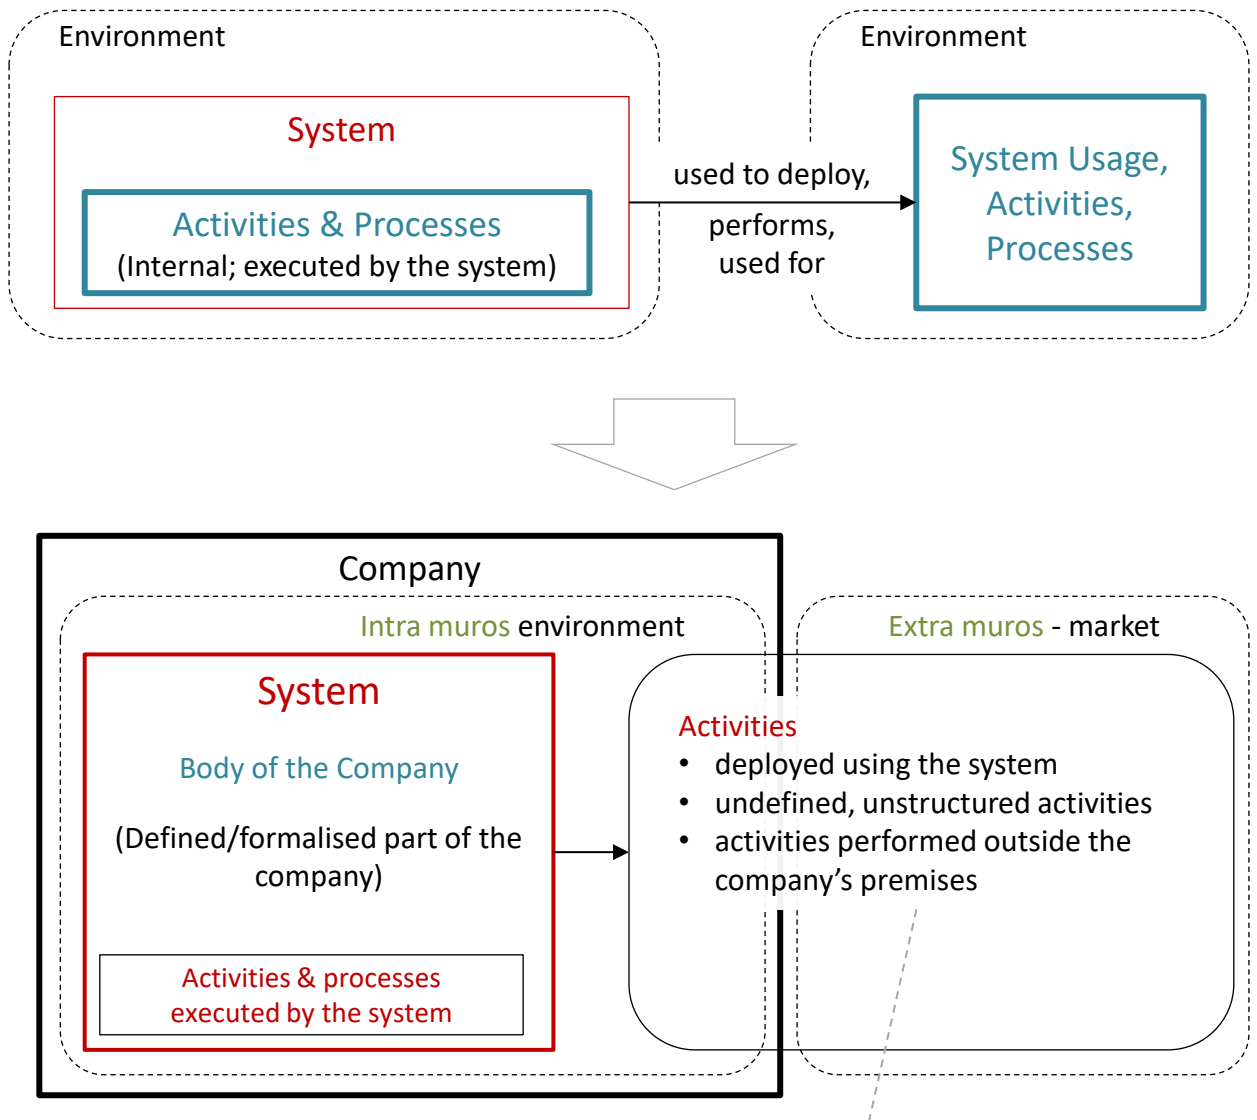 Environment
System
Activities & Processes
(Internal; executed by the system)
used to deploy,
performs,
used for
Environment
System Usage,
Activities,
Processes
Company
Intra muros environment
System
Body of the Company
(Defined/formalised part of the
company)
Activities & processes
executed by the system
Extra muros - market
Activities
• deployed using the system
• undefined, unstructured activities
• activities performed outside the
company’s premises